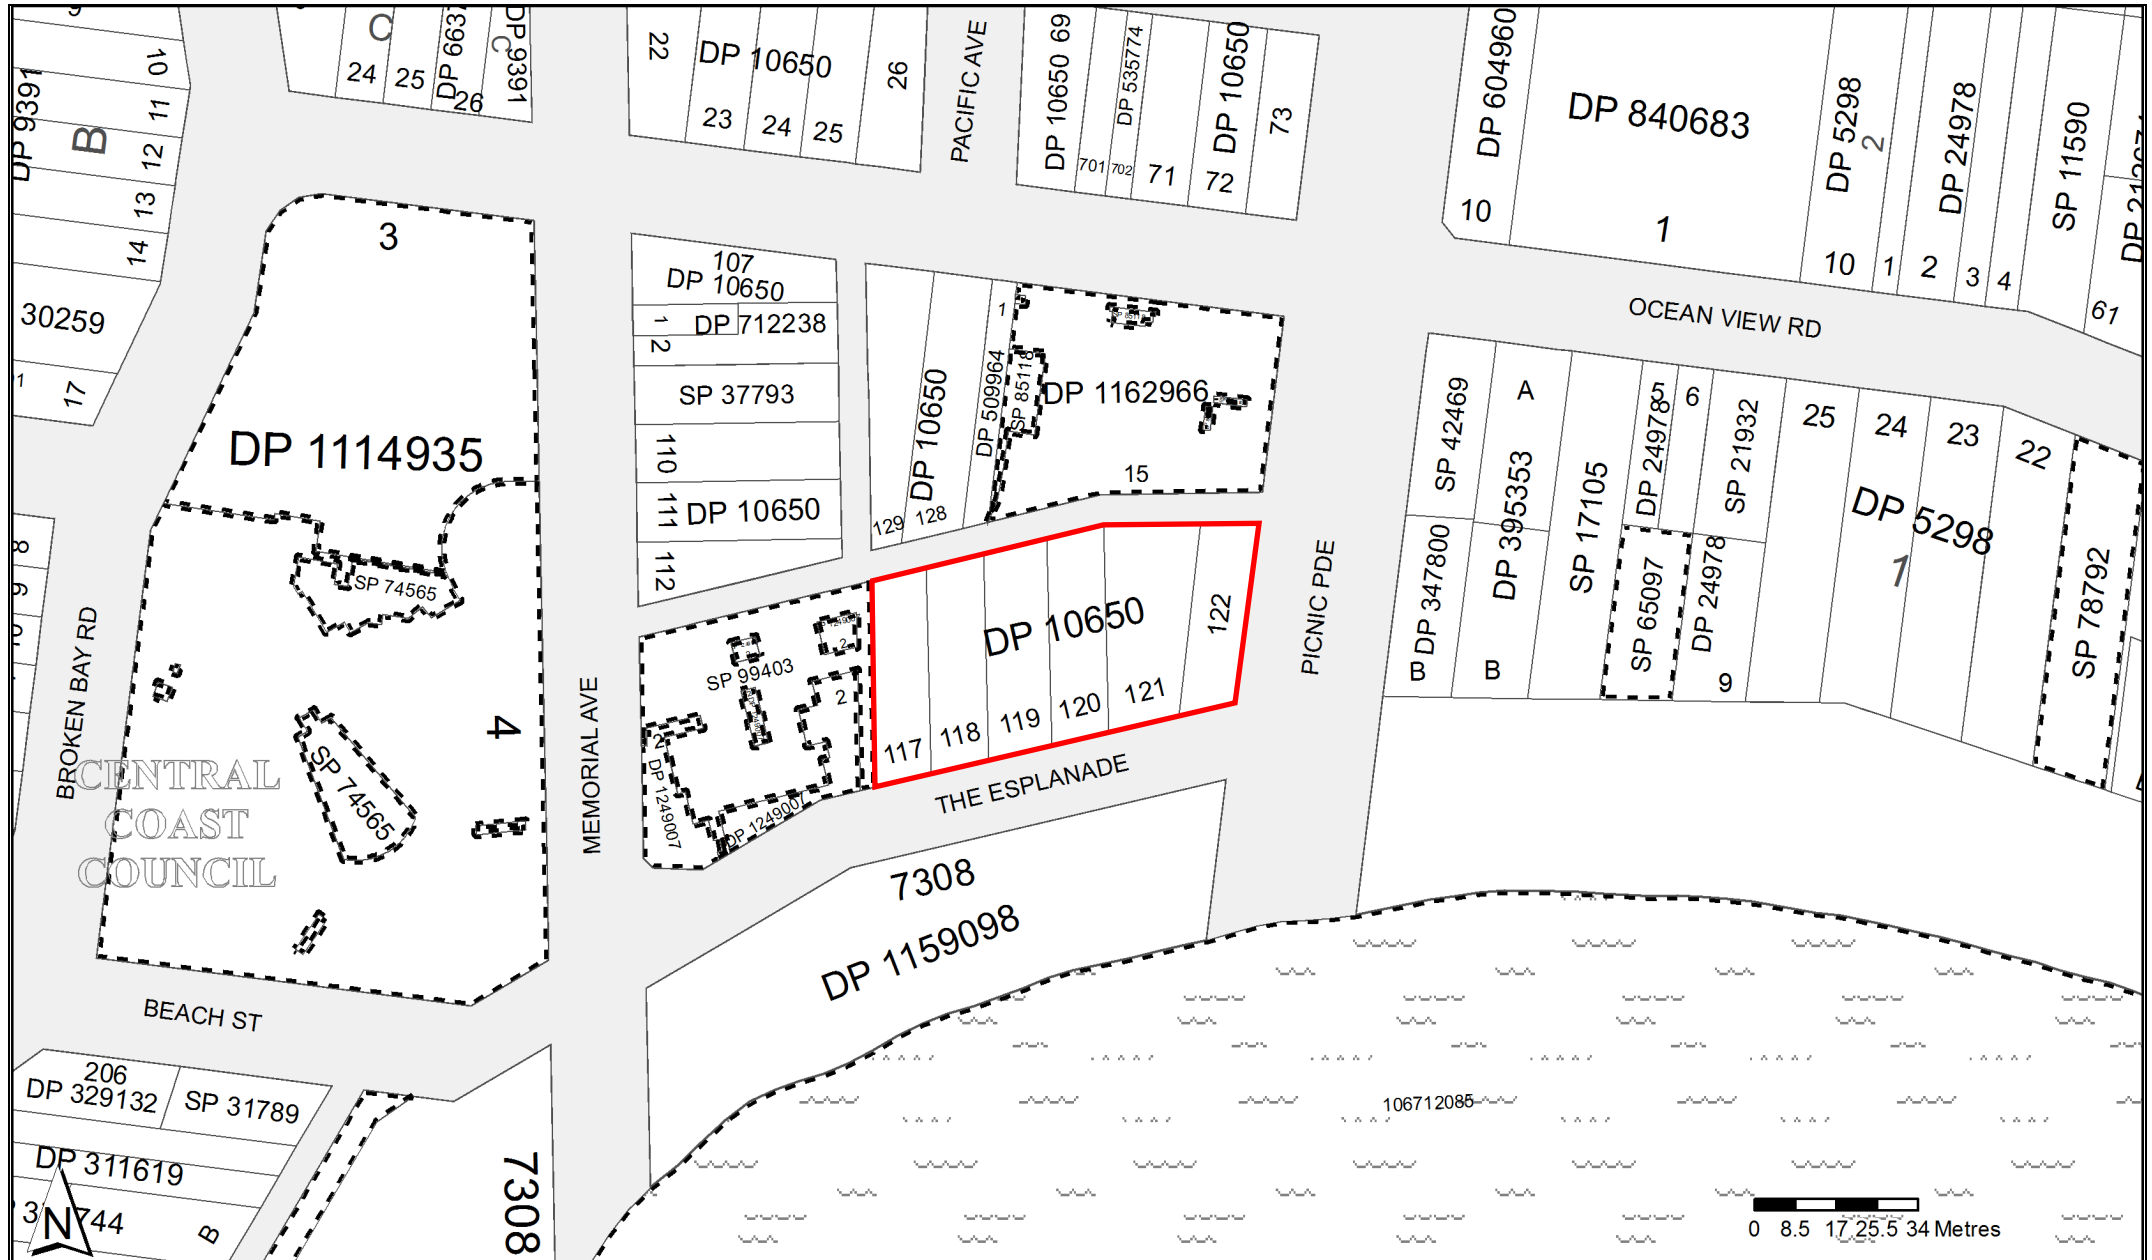 9
10
11
12
13
14
DP 9391
B
30259
17
C
24
25
DP 6637
26
C
DP 9391
22
DP 10650
23
24
25
26
PACIFIC AVE
DP 10650 69
701
DP 535774
702
71
DP 10650
72
73
DP 604960
10
DP 840683
1
DP 5298
2
10
1
DP 24978
2
3
4
SP 11590
61
OCEAN VIEW RD
3
DP 1114935
SP 74565
4
SP 74565
BROKEN BAY RD
CENTRAL
COAST
COUNCIL
8
9
10
107
DP 10650
1
DP 712238
2
SP 37793
110
111
DP 10650
112
129
DP 10650
128
1
DP 509964
SP 85118
DP 1162966
15
SP 42469
A
DP 395353
SP 17105
5
DP 24978
6
SP 21932
25
24
23
22
DP 5298
1
SP 78792
DP 347800
B
B
SP 65097
DP 24978
9
PICNIC PDE
MEMORIAL AVE
SP 99403
2
2
2
DP 1249007
DP 1249007
DP 10650
117
118
119
120
121
122
THE ESPLANADE
7308
DP 1159098
BEACH ST
206
DP 329132
SP 31789
DP 311619
744
B
N
7308
106712085
0 8.5 17 25.5 34 Metres